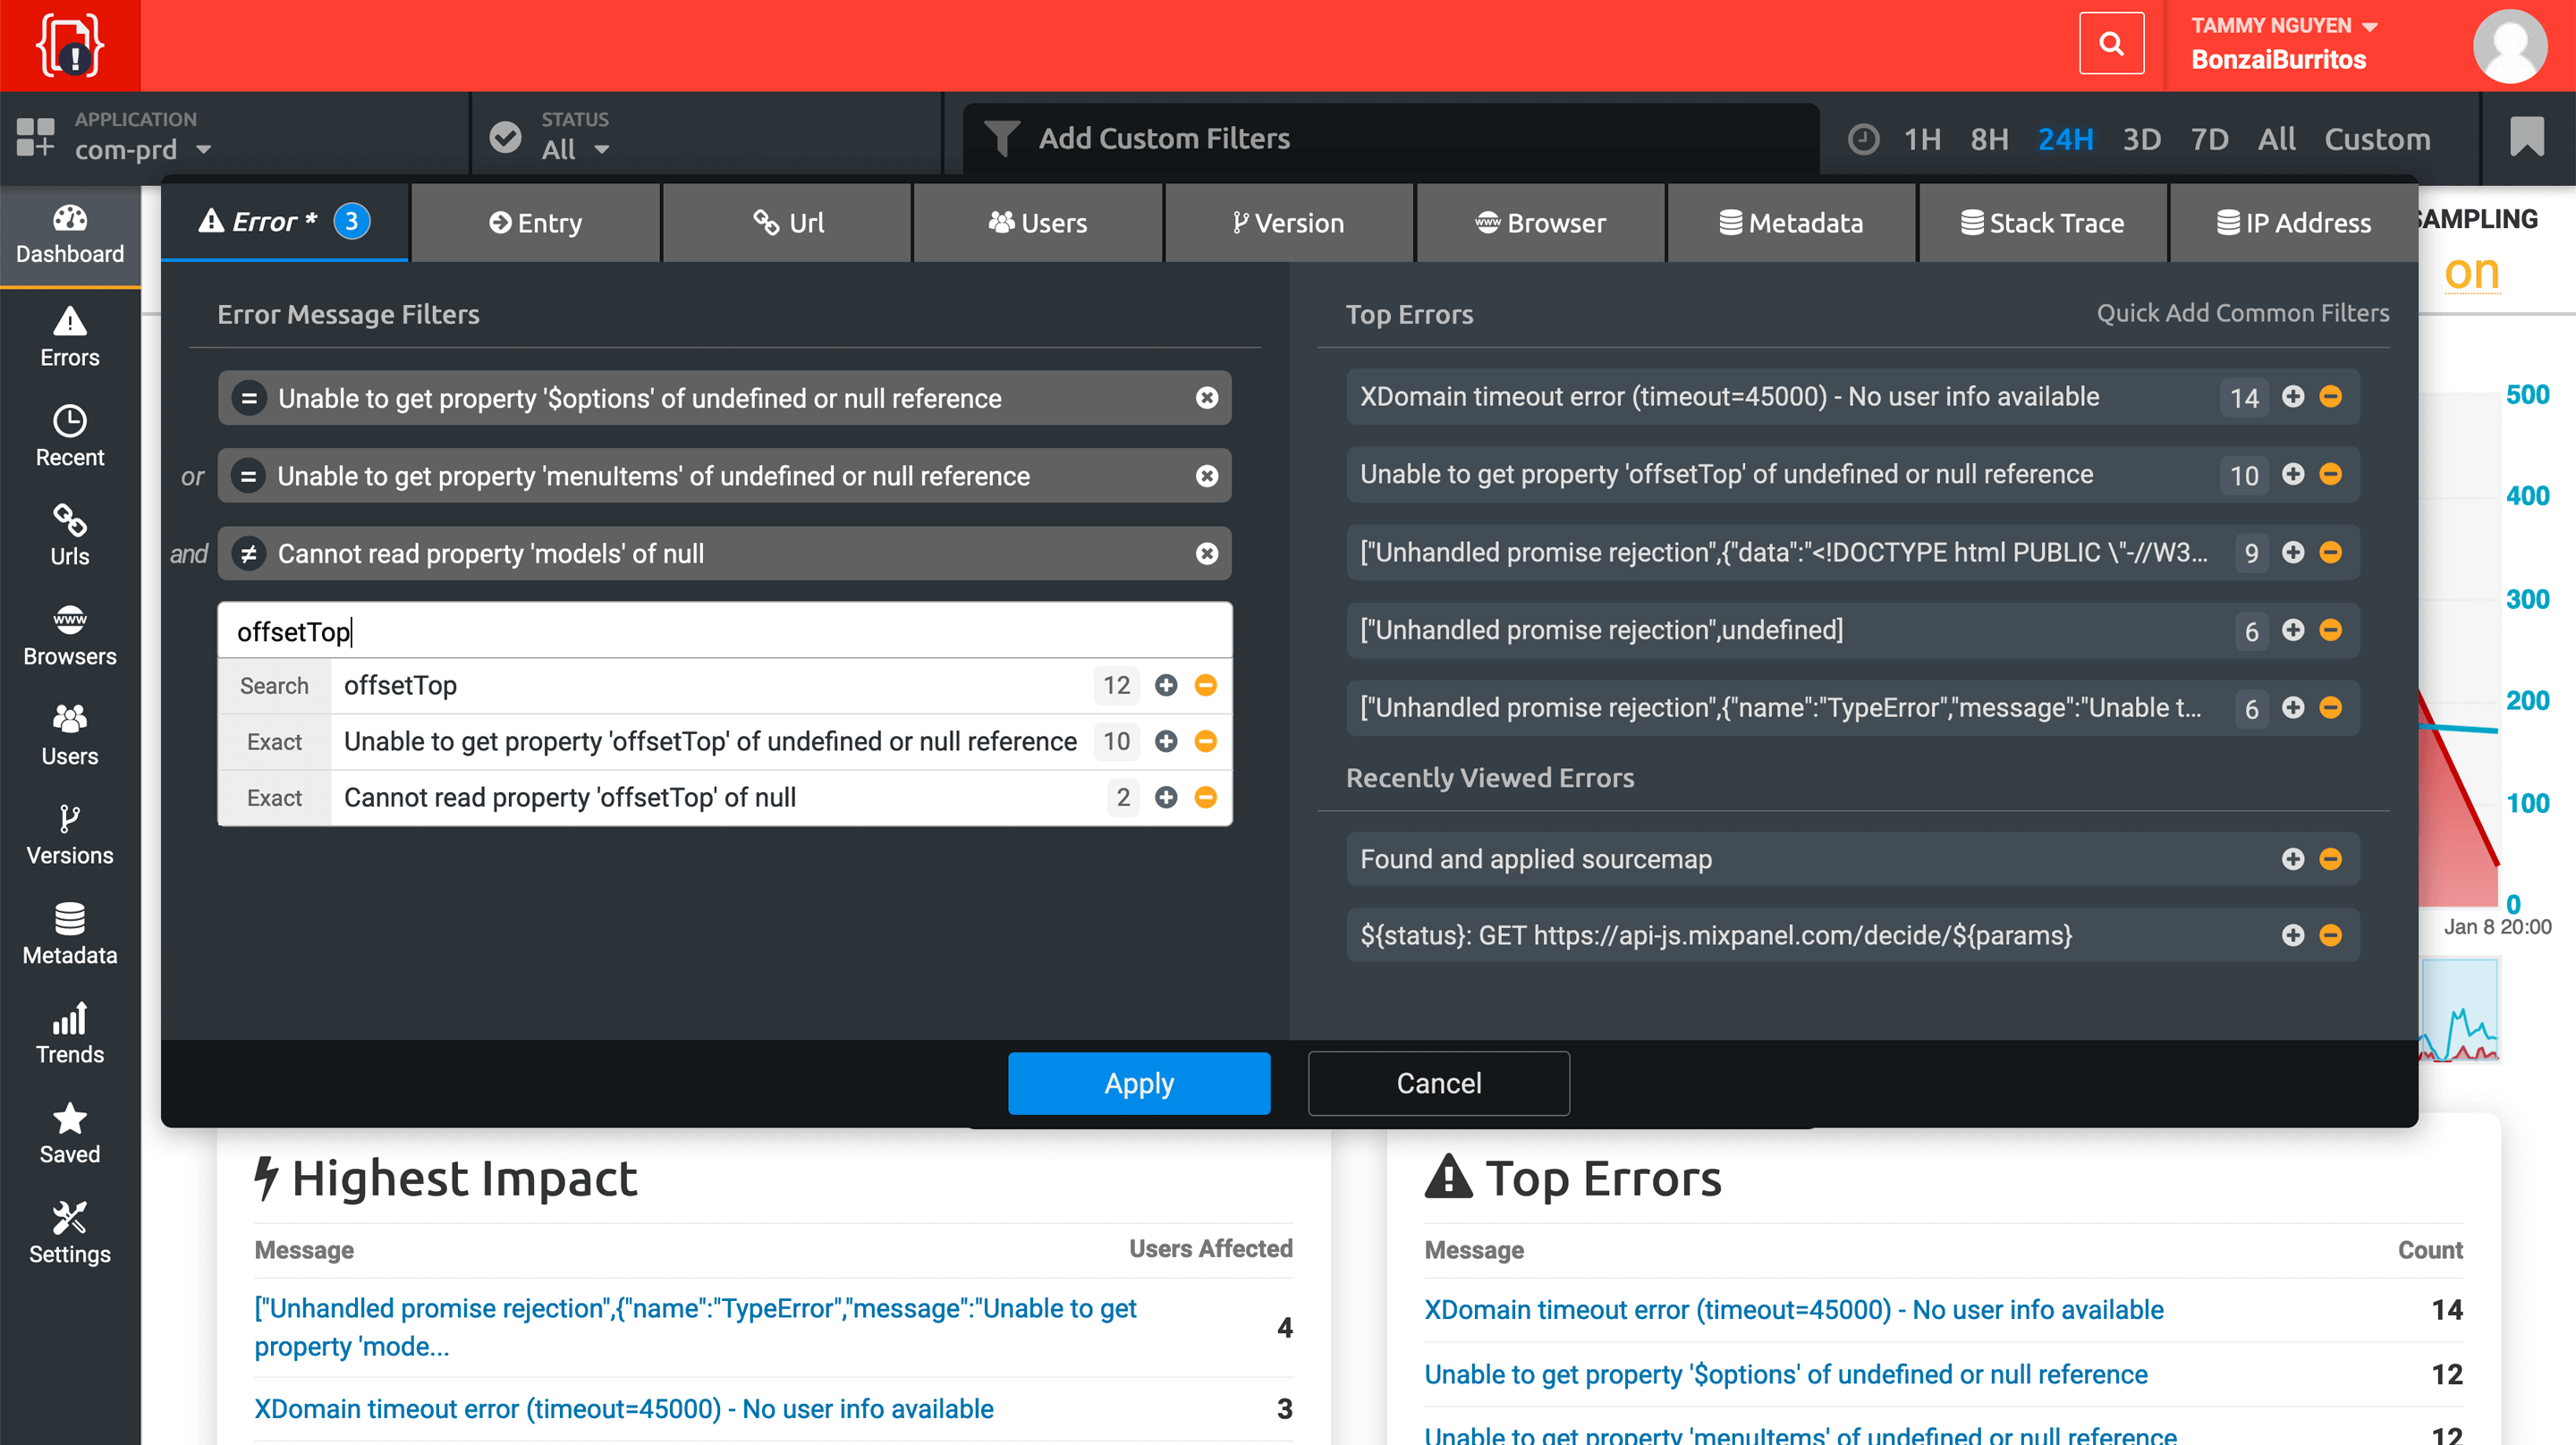 TAMMY NGUYEN
BonzaiBurritos
APPLICATION
com-prd
STATUS
All
Add Custom Filters
1H 8H 24H 3D 7D All Custom
Dashboard
Errors
Recent
Urls
Browsers
Users
Versions
Metadata
Trends
Saved
Settings
Error * 3
Entry
Url
Users
Version
Browser
Metadata
Stack Trace
IP Address
SAMPLING
on
Error Message Filters
= Unable to get property '$options' of undefined or null reference
or = Unable to get property 'menuItems' of undefined or null reference
and ≠ Cannot read property 'models' of null
offsetTop
Search offsetTop 12
Exact Unable to get property 'offsetTop' of undefined or null reference 10
Exact Cannot read property 'offsetTop' of null 2
Top Errors
Quick Add Common Filters
XDomain timeout error (timeout=45000) - No user info available 14
Unable to get property 'offsetTop' of undefined or null reference 10
["Unhandled promise rejection",{"data":"<!DOCTYPE html PUBLIC \"-//W3... 9
["Unhandled promise rejection",undefined] 6
["Unhandled promise rejection",{"name":"TypeError","message":"Unable t... 6
Recently Viewed Errors
Found and applied sourcemap
${status}: GET https://api-js.mixpanel.com/decide/${params}
500
400
300
200
100
0
Jan 8 20:00
Apply
Cancel
Highest Impact
Message Users Affected
["Unhandled promise rejection",{"name":"TypeError","message":"Unable to get
property 'mode... 4
XDomain timeout error (timeout=45000) - No user info available 3
Top Errors
Message Count
XDomain timeout error (timeout=45000) - No user info available 14
Unable to get property '$options' of undefined or null reference 12
Unable to get property 'menuItems' of undefined or null reference 12